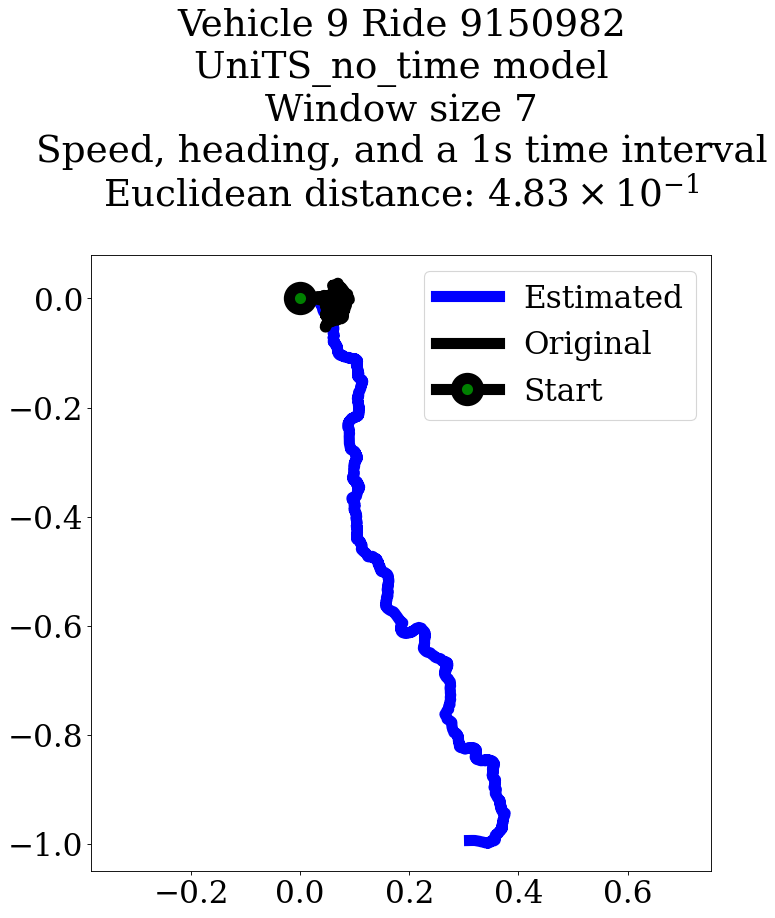 Vehicle 9 Ride 9150982
UniTS_no_time model
Window size 7
Speed, heading, and a 1s time interval
Euclidean distance: 4.83 × 10⁻¹
Estimated
Original
Start
0.0
−0.2
−0.4
−0.6
−0.8
−1.0
−0.2 0.0 0.2 0.4 0.6